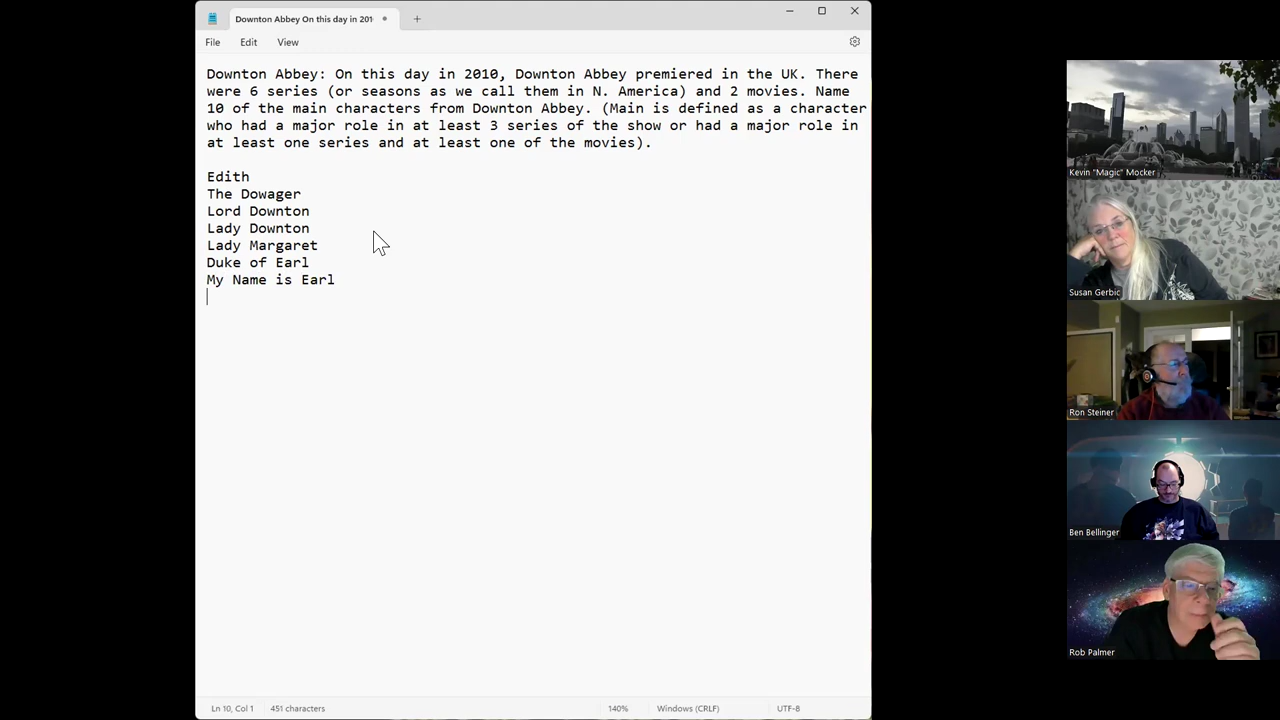 Downton Abbey On this day in 201
File
Edit
View
Downton Abbey: On this day in 2010, Downton Abbey premiered in the UK. There
were 6 series (or seasons as we call them in N. America) and 2 movies. Name
10 of the main characters from Downton Abbey. (Main is defined as a character
who had a major role in at least 3 series of the show or had a major role in
at least one series and at least one of the movies).
Edith
The Dowager
Lord Downton
Lady Downton
Lady Margaret
Duke of Earl
My Name is Earl
Ln 10, Col 1
451 characters
140%
Windows (CRLF)
UTF-8
Kevin "Magic" Mocker
Susan Gerbic
Ron Steiner
Ben Bellinger
Rob Palmer